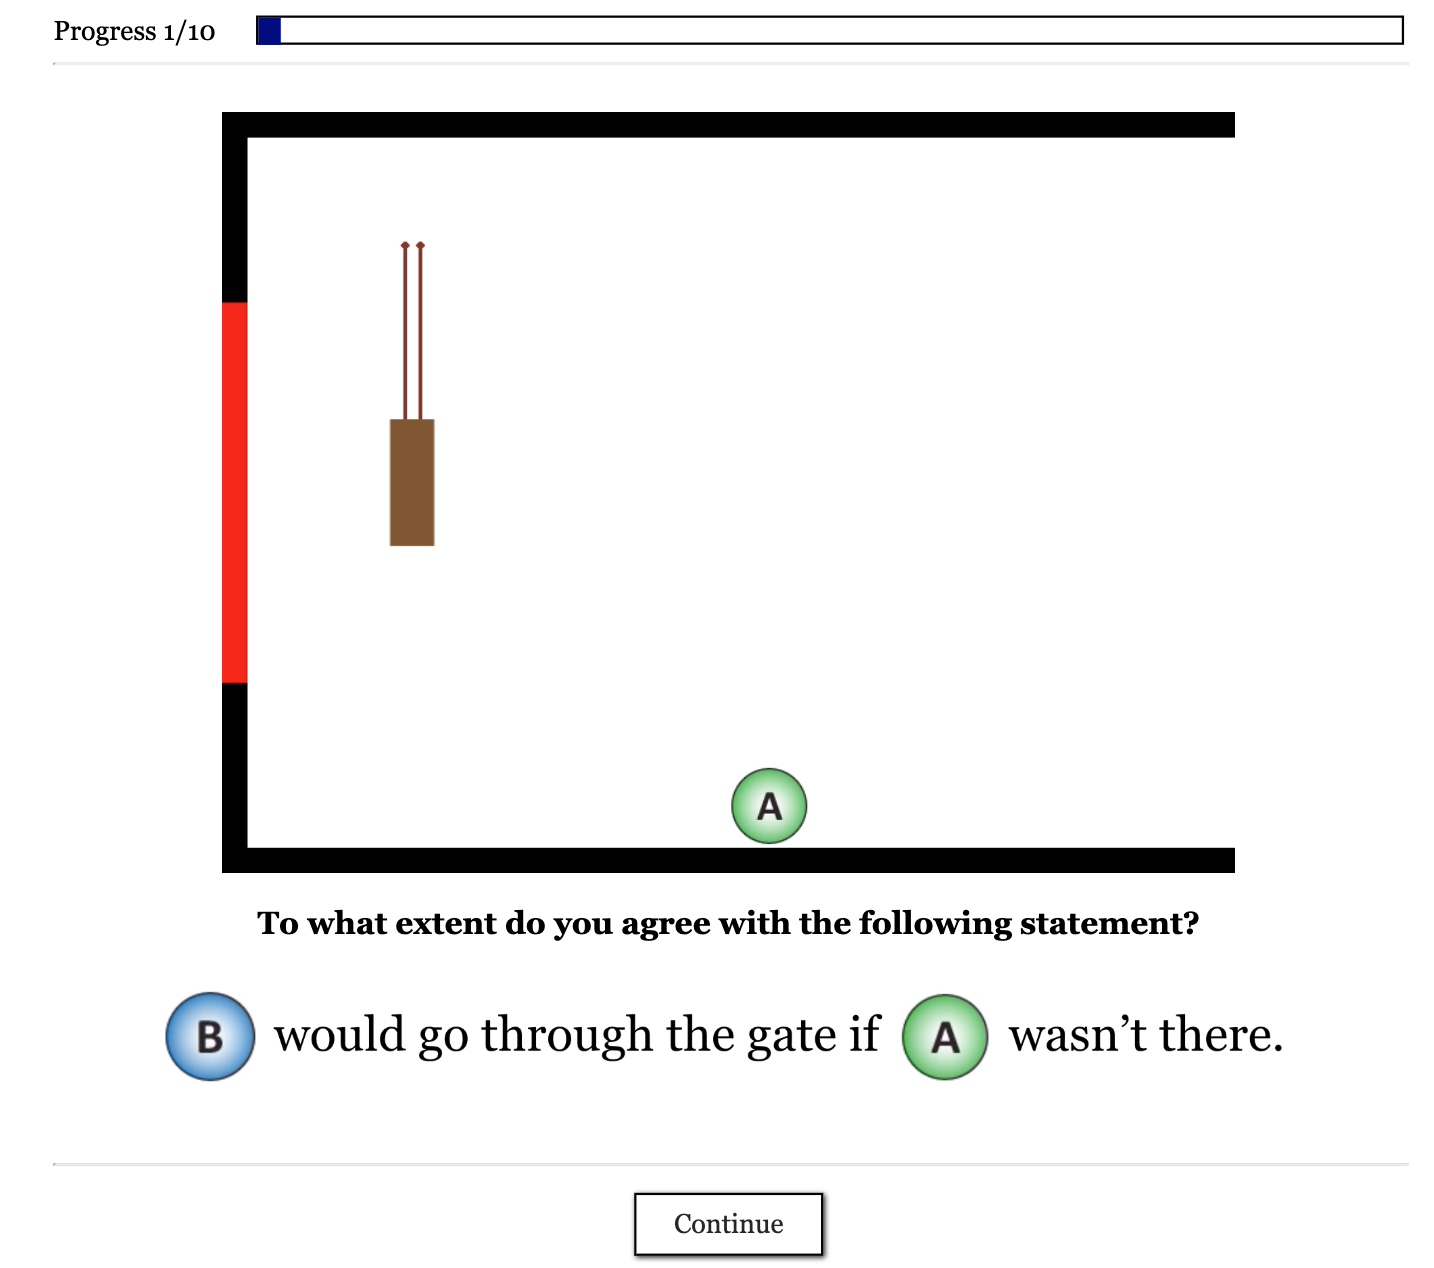 Progress 1/10
A
To what extent do you agree with the following statement?
B would go through the gate if A wasn’t there.
Continue